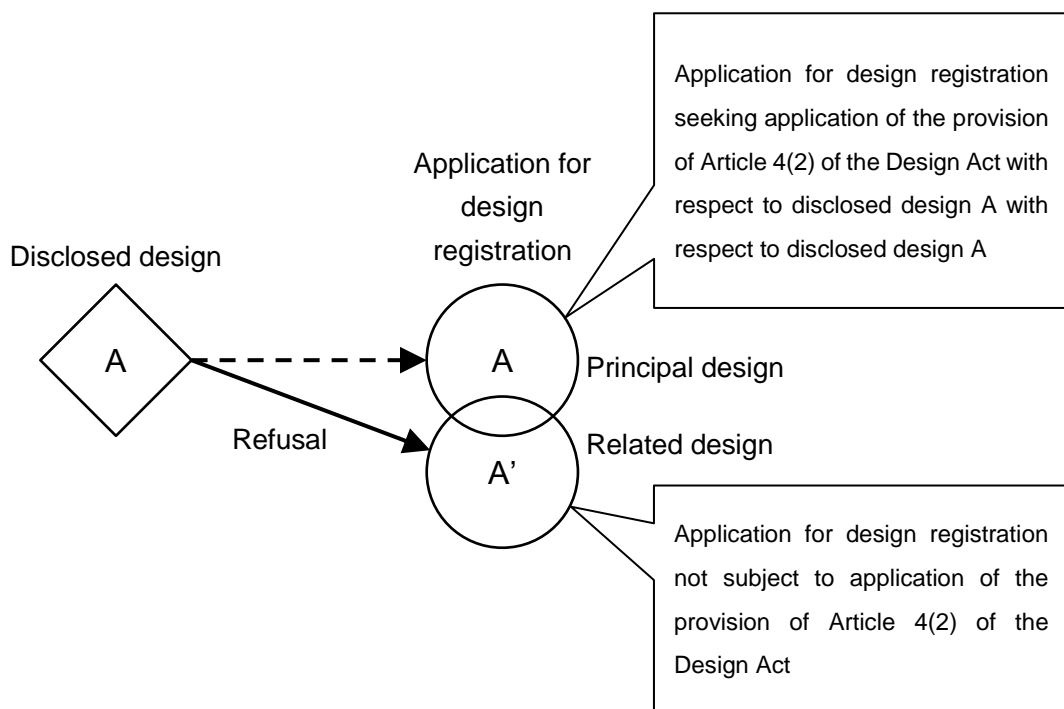 Application for design registration
seeking application of the provision
of Article 4(2) of the Design Act with
respect to disclosed design A with
respect to disclosed design A
Application for
design
registration
Disclosed design
A
A
Principal design
Refusal
Related design
A’
Application for design registration
not subject to application of the
provision of Article 4(2) of the
Design Act